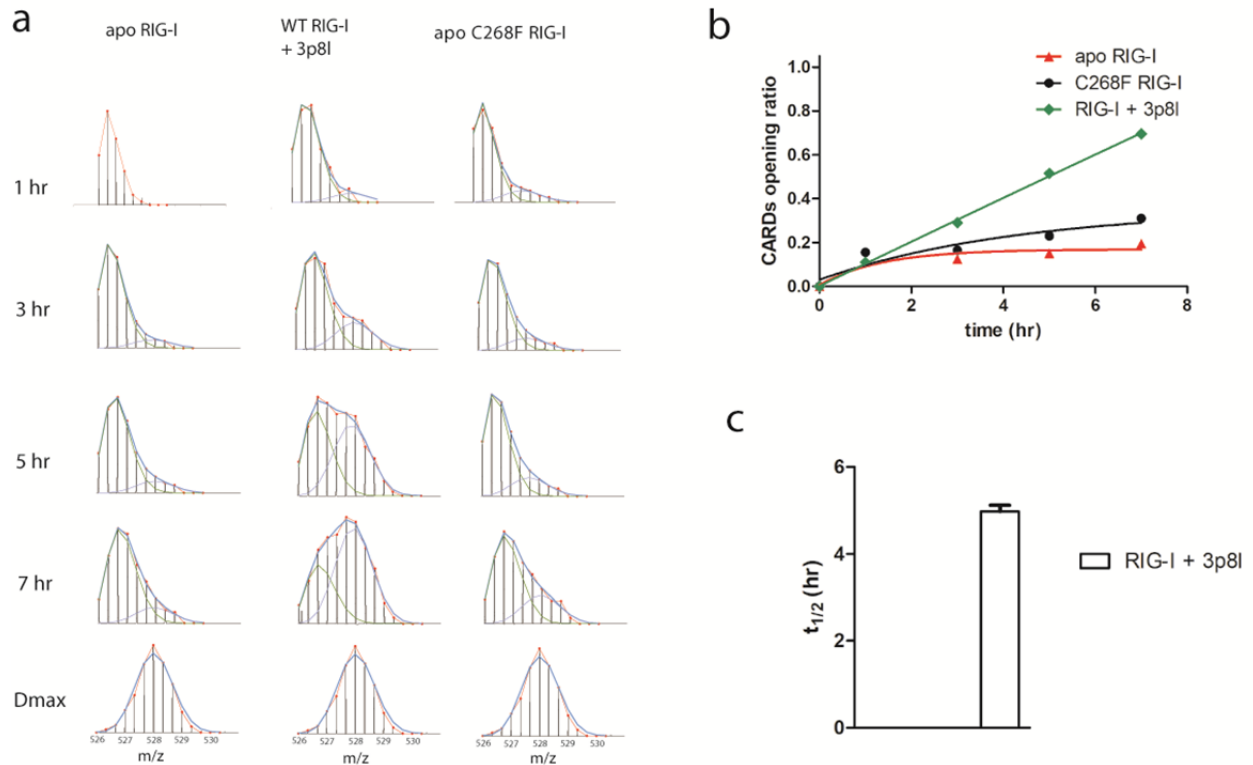 a
apo RIG-I
WT RIG-I
+ 3p8l
apo C268F RIG-I
1 hr
3 hr
5 hr
7 hr
Dmax
526 527 528 529 530
526 527 528 529 530
526 527 528 529 530
m/z
m/z
m/z
b
apo RIG-I
C268F RIG-I
RIG-I + 3p8l
CARDs opening ratio
1.0
0.8
0.6
0.4
0.2
0.0
0 2 4 6 8
time (hr)
c
t1/2 (hr)
6
4
2
0
RIG-I + 3p8l